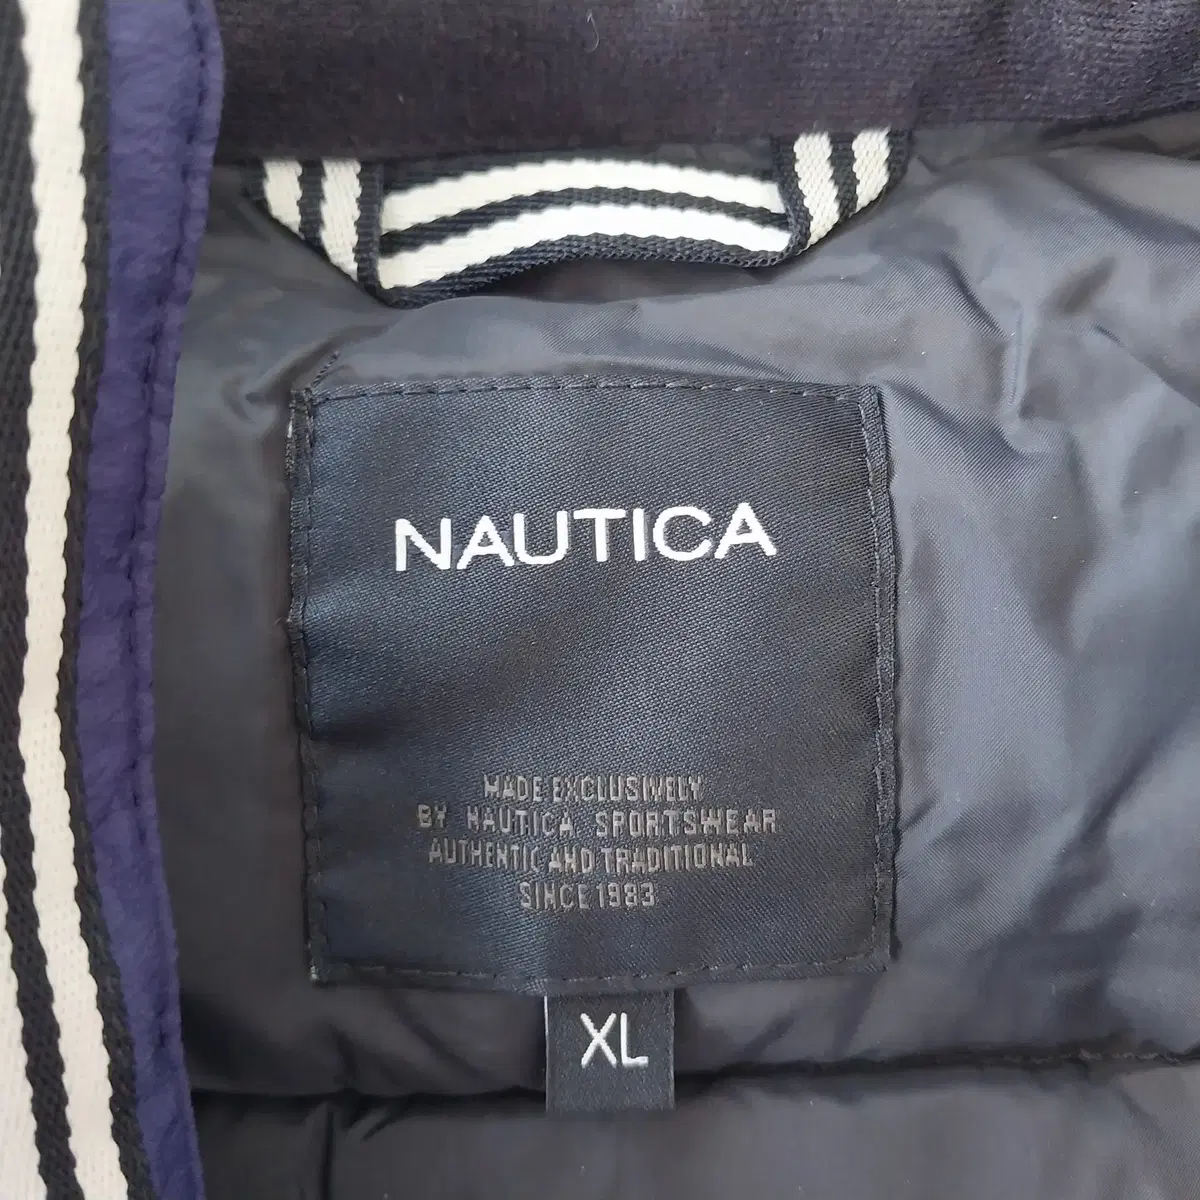 NAUTICA
MADE EXCLUSIVELY
BY NAUTICA SPORTSWEAR
AUTHENTIC AND TRADITIONAL
SINCE 1983
XL